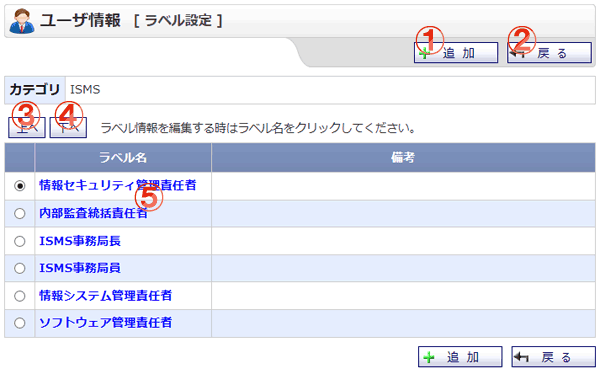 ユーザ情報 [ ラベル設定 ]
① 追 加 ② 戻 る
カテゴリ ISMS
③ 上へ ④ 下へ ラベル情報を編集する時はラベル名をクリックしてください。
ラベル名 備考
情報セキュリティ管理責任者
⑤
内部監査統括責任者
ISMS事務局長
ISMS事務局員
情報システム管理責任者
ソフトウェア管理責任者
追 加 戻 る